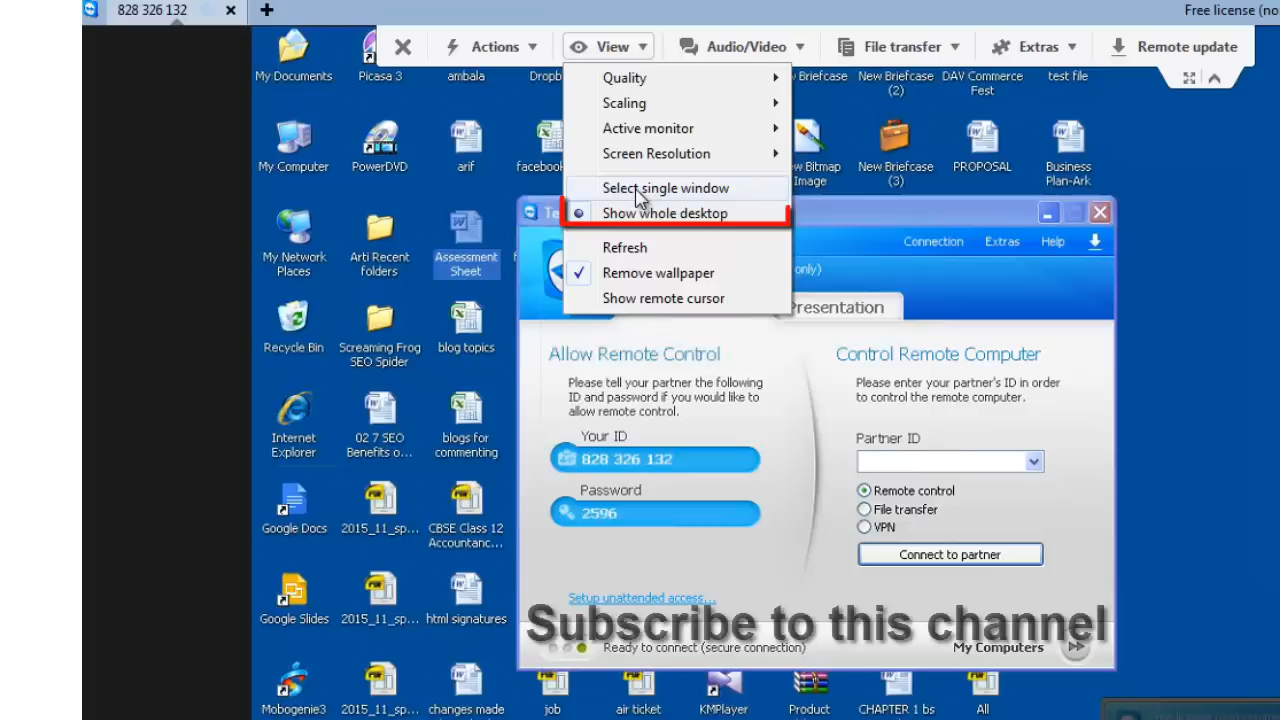 828 326 132
Free license (no
Actions
View
Audio/Video
File transfer
Extras
Remote update
My Documents
Picasa 3
ambala
Dropb
Briefcase
New Briefcase
(2)
DAV Commerce
Fest
test file
Quality
Scaling
Active monitor
Screen Resolution
Select single window
Show whole desktop
Refresh
Remove wallpaper
Show remote cursor
My Computer
PowerDVD
arif
facebook
w Bitmap
Image
New Briefcase
(3)
PROPOSAL
Business
Plan-Ark
My Network
Places
Arti Recent
folders
Assessment
Sheet
Te
Connection
Extras
Help
only)
Presentation
Recycle Bin
Screaming Frog
SEO Spider
blog topics
Allow Remote Control
Please tell your partner the following
ID and password if you would like to
allow remote control.
Your ID
828 326 132
Password
2596
Setup unattended access...
Control Remote Computer
Please enter your partner's ID in order
to control the remote computer.
Partner ID
Remote control
File transfer
VPN
Connect to partner
Internet
Explorer
02 7 SEO
Benefits o...
blogs for
commenting
Google Docs
2015_11_sp...
CBSE Class 12
Accountanc...
Google Slides
2015_11_sp...
html signatures
Subscribe to this channel
Ready to connect (secure connection)
My Computers
Mobogenie3
2015_11_sp...
changes made
job
air ticket
KMPlayer
Product
CHAPTER 1 bs
All